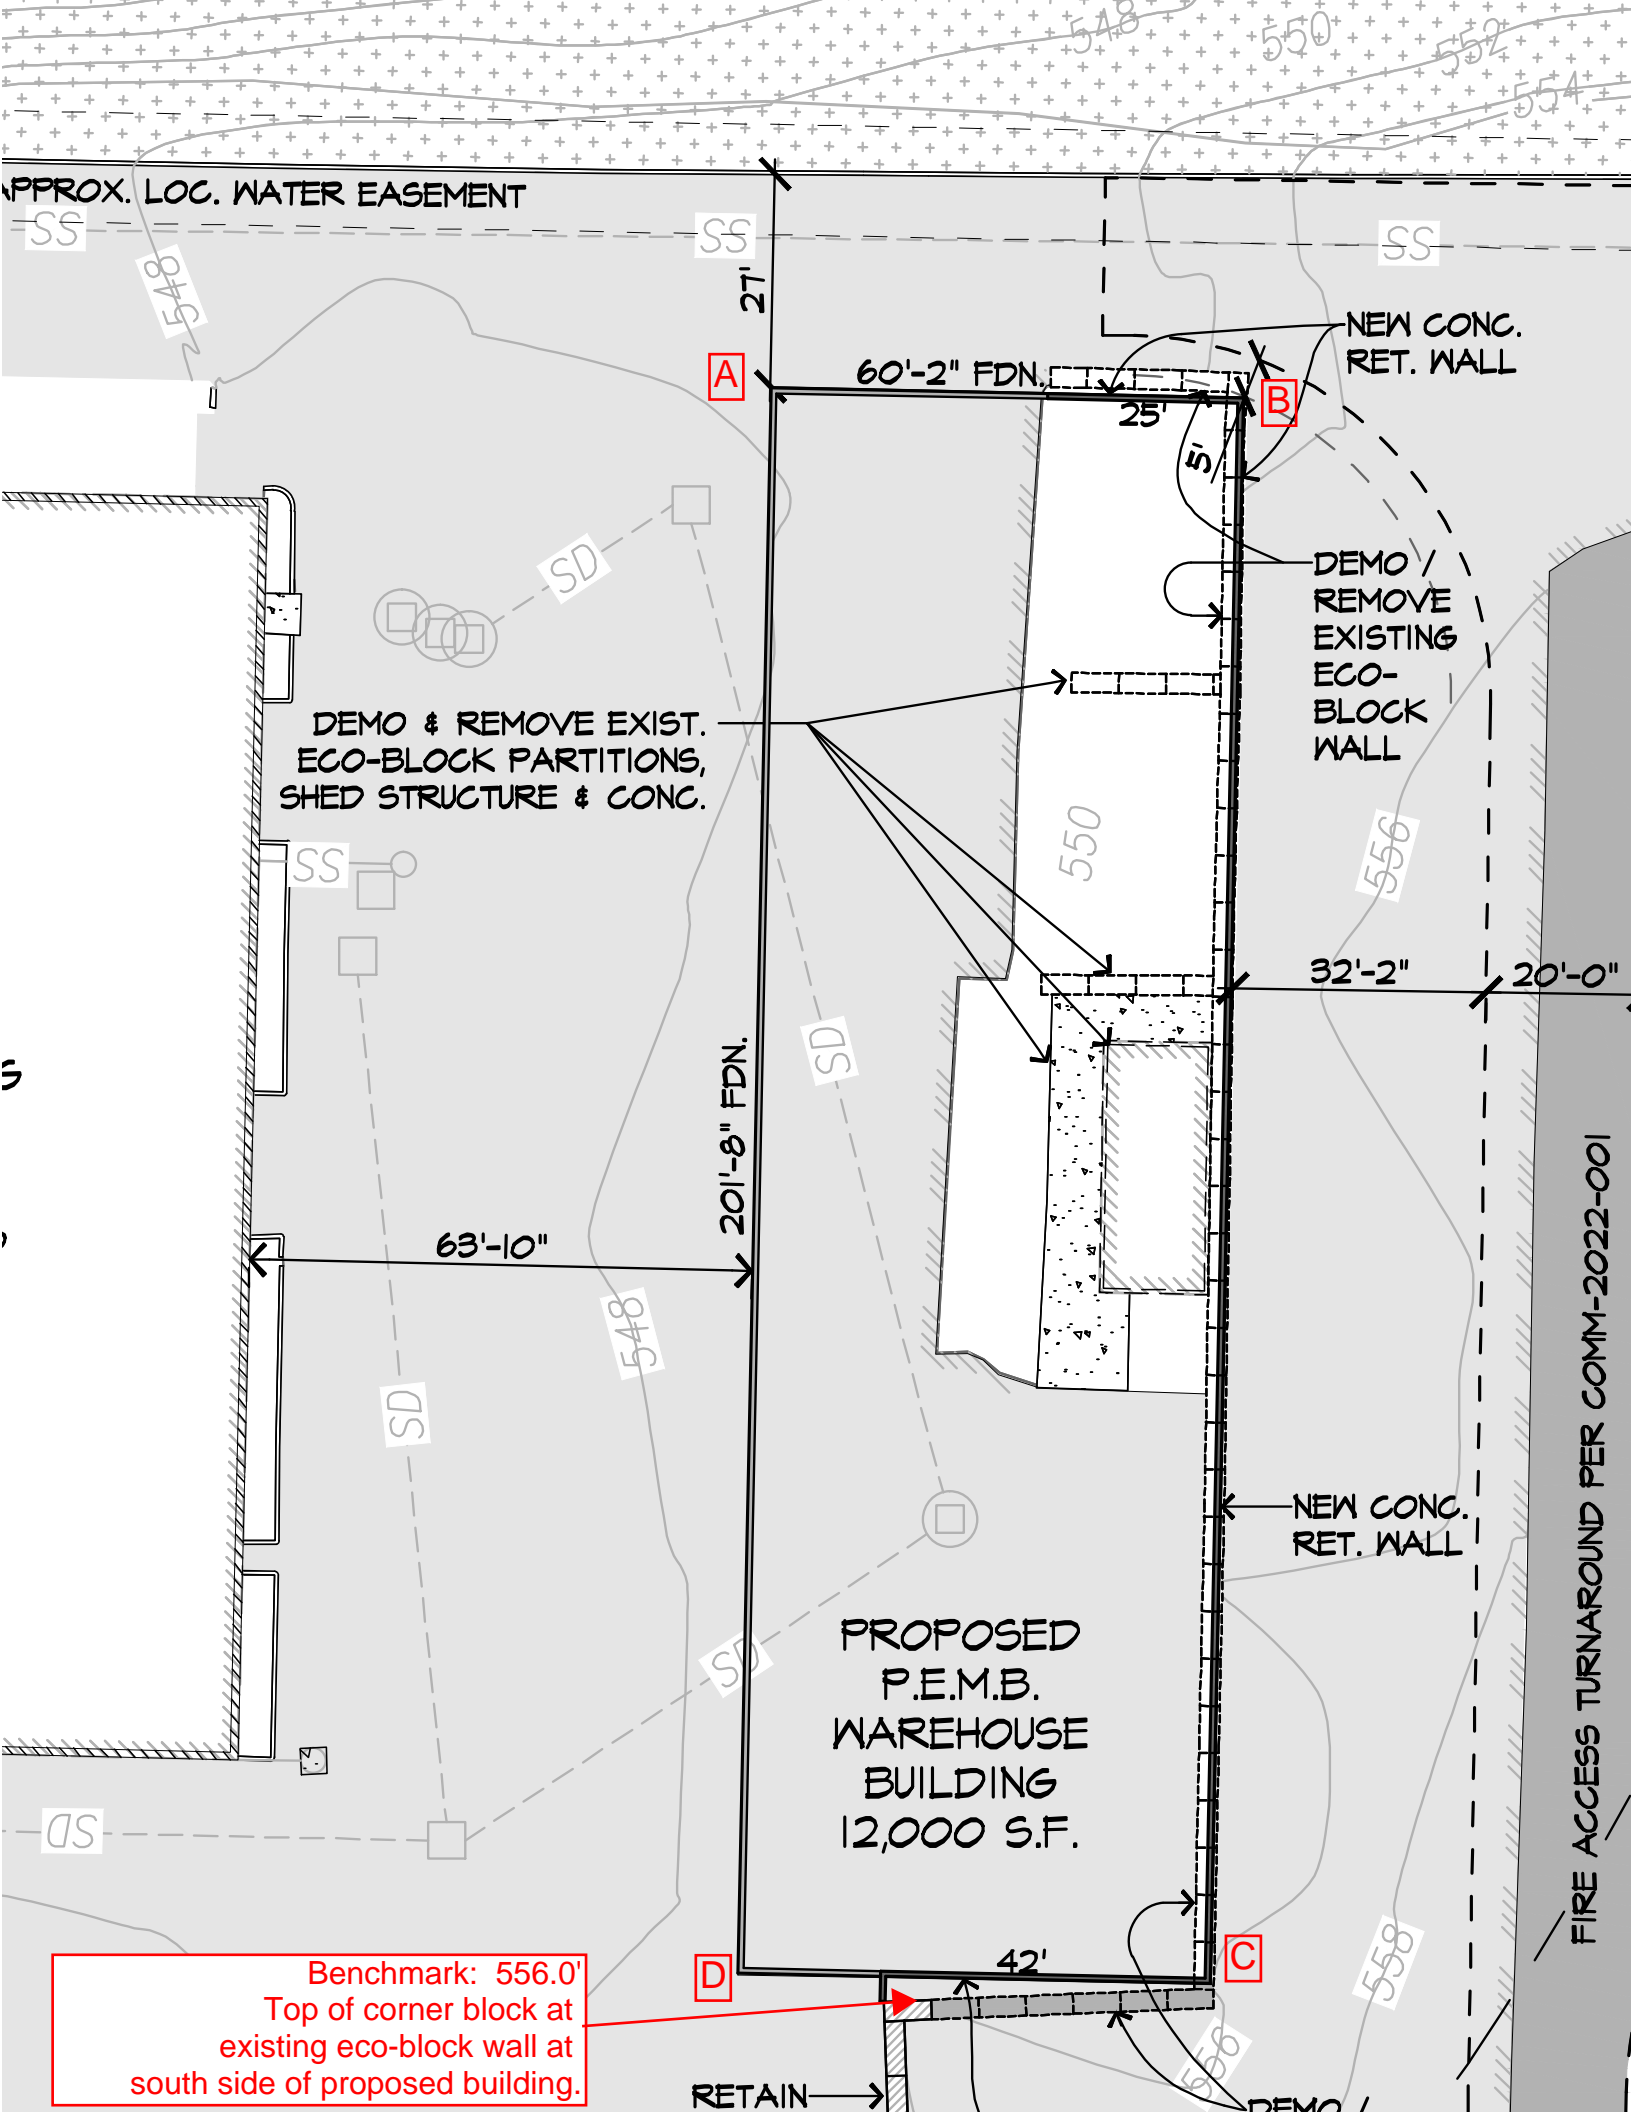 548
550
552
554
APPROX. LOC. WATER EASEMENT
SS
SS
SS
548
27'
NEW CONC.
RET. WALL
A
60'-2" FDN.
B
25'
5'
SD
DEMO /
REMOVE
EXISTING
ECO-
BLOCK
WALL
DEMO & REMOVE EXIST.
ECO-BLOCK PARTITIONS,
SHED STRUCTURE & CONC.
550
556
SS
32'-2"
20'-0"
SD
201'-8" FDN.
63'-10"
548
SD
FIRE ACCESS TURNAROUND PER COMM-2022-001
NEW CONC.
RET. WALL
SD
PROPOSED
P.E.M.B.
WAREHOUSE
BUILDING
12,000 S.F.
SD
42'
D
C
558
Benchmark: 556.0'
Top of corner block at
existing eco-block wall at
south side of proposed building.
556
RETAIN
DEMO /